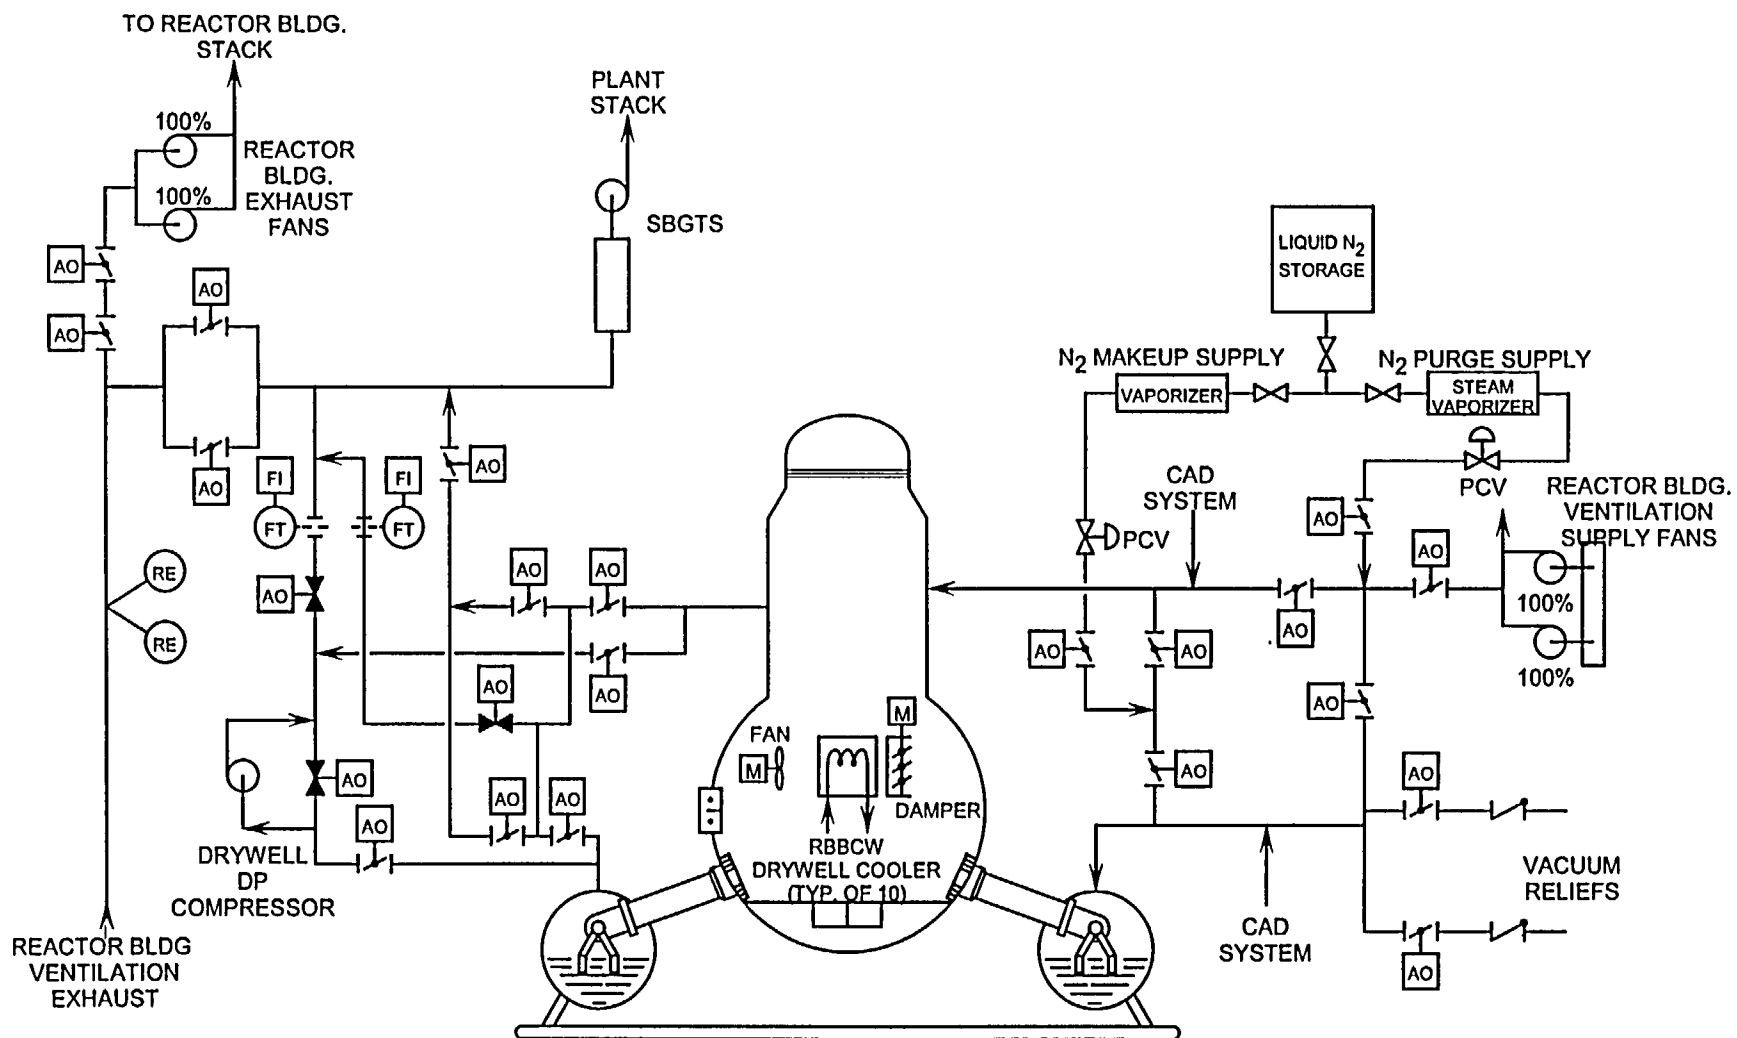 TO REACTOR BLDG.
STACK
PLANT
STACK
100%
REACTOR
BLDG.
EXHAUST
FANS
100%
SBGTS
AO
AO
AO
AO
LIQUID N2
STORAGE
N2 MAKEUP SUPPLY
N2 PURGE SUPPLY
VAPORIZER
STEAM
VAPORIZER
FI
FI
FT
FT
AO
CAD
SYSTEM
PCV
AO
PCV
REACTOR BLDG.
VENTILATION
SUPPLY FANS
AO
AO
AO
AO
AO
100%
100%
RE
RE
AO
AO
AO
AO
AO
AO
FAN
M
M
DAMPER
RBBCW
DRYWELL COOLER
(TYP. OF 10)
AO
AO
AO
AO
AO
AO
DRYWELL
DP
COMPRESSOR
VACUUM
RELIEFS
CAD
SYSTEM
AO
REACTOR BLDG
VENTILATION
EXHAUST